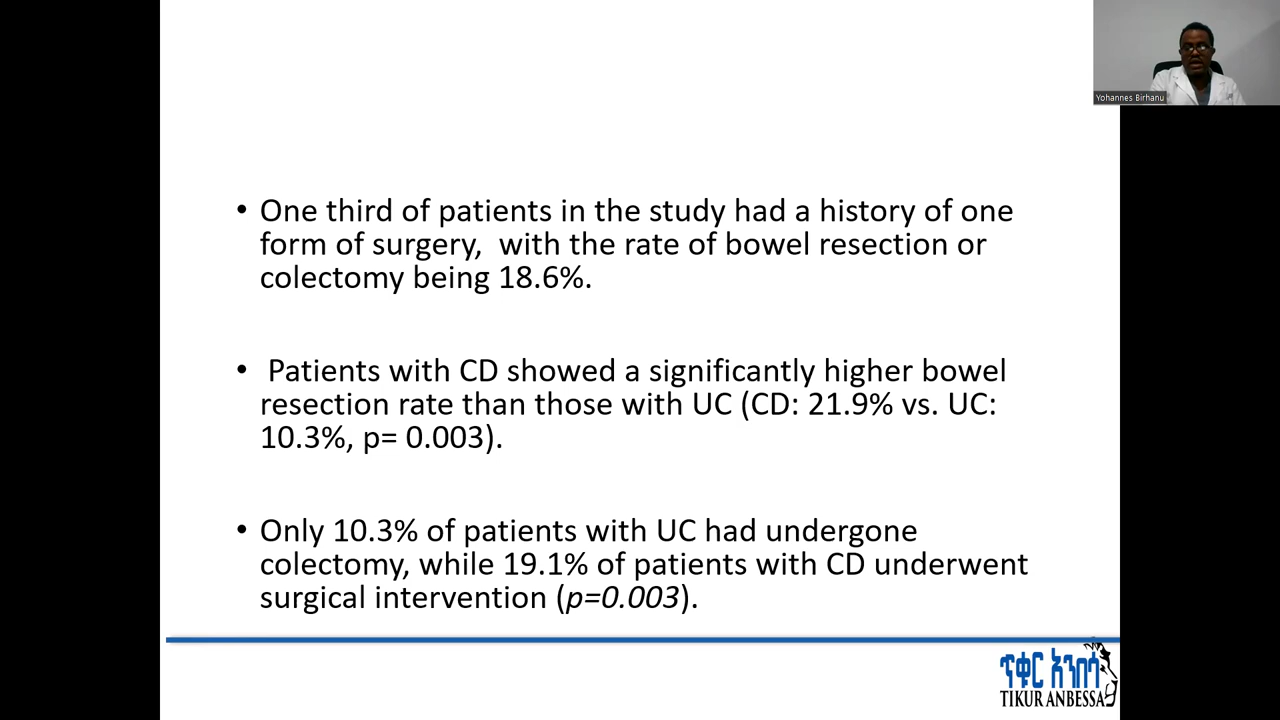 Yohannes Birhanu
• One third of patients in the study had a history of one
form of surgery,  with the rate of bowel resection or
colectomy being 18.6%.
•  Patients with CD showed a significantly higher bowel
resection rate than those with UC (CD: 21.9% vs. UC:
10.3%, p= 0.003).
• Only 10.3% of patients with UC had undergone
colectomy, while 19.1% of patients with CD underwent
surgical intervention (p=0.003).
ጥቁር አንበሳ
TIKUR ANBESSA